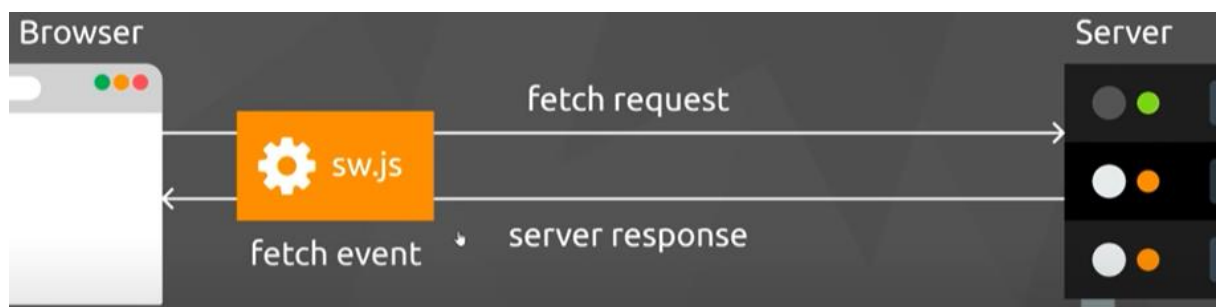 Browser
Server
fetch request
sw.js
server response
fetch event